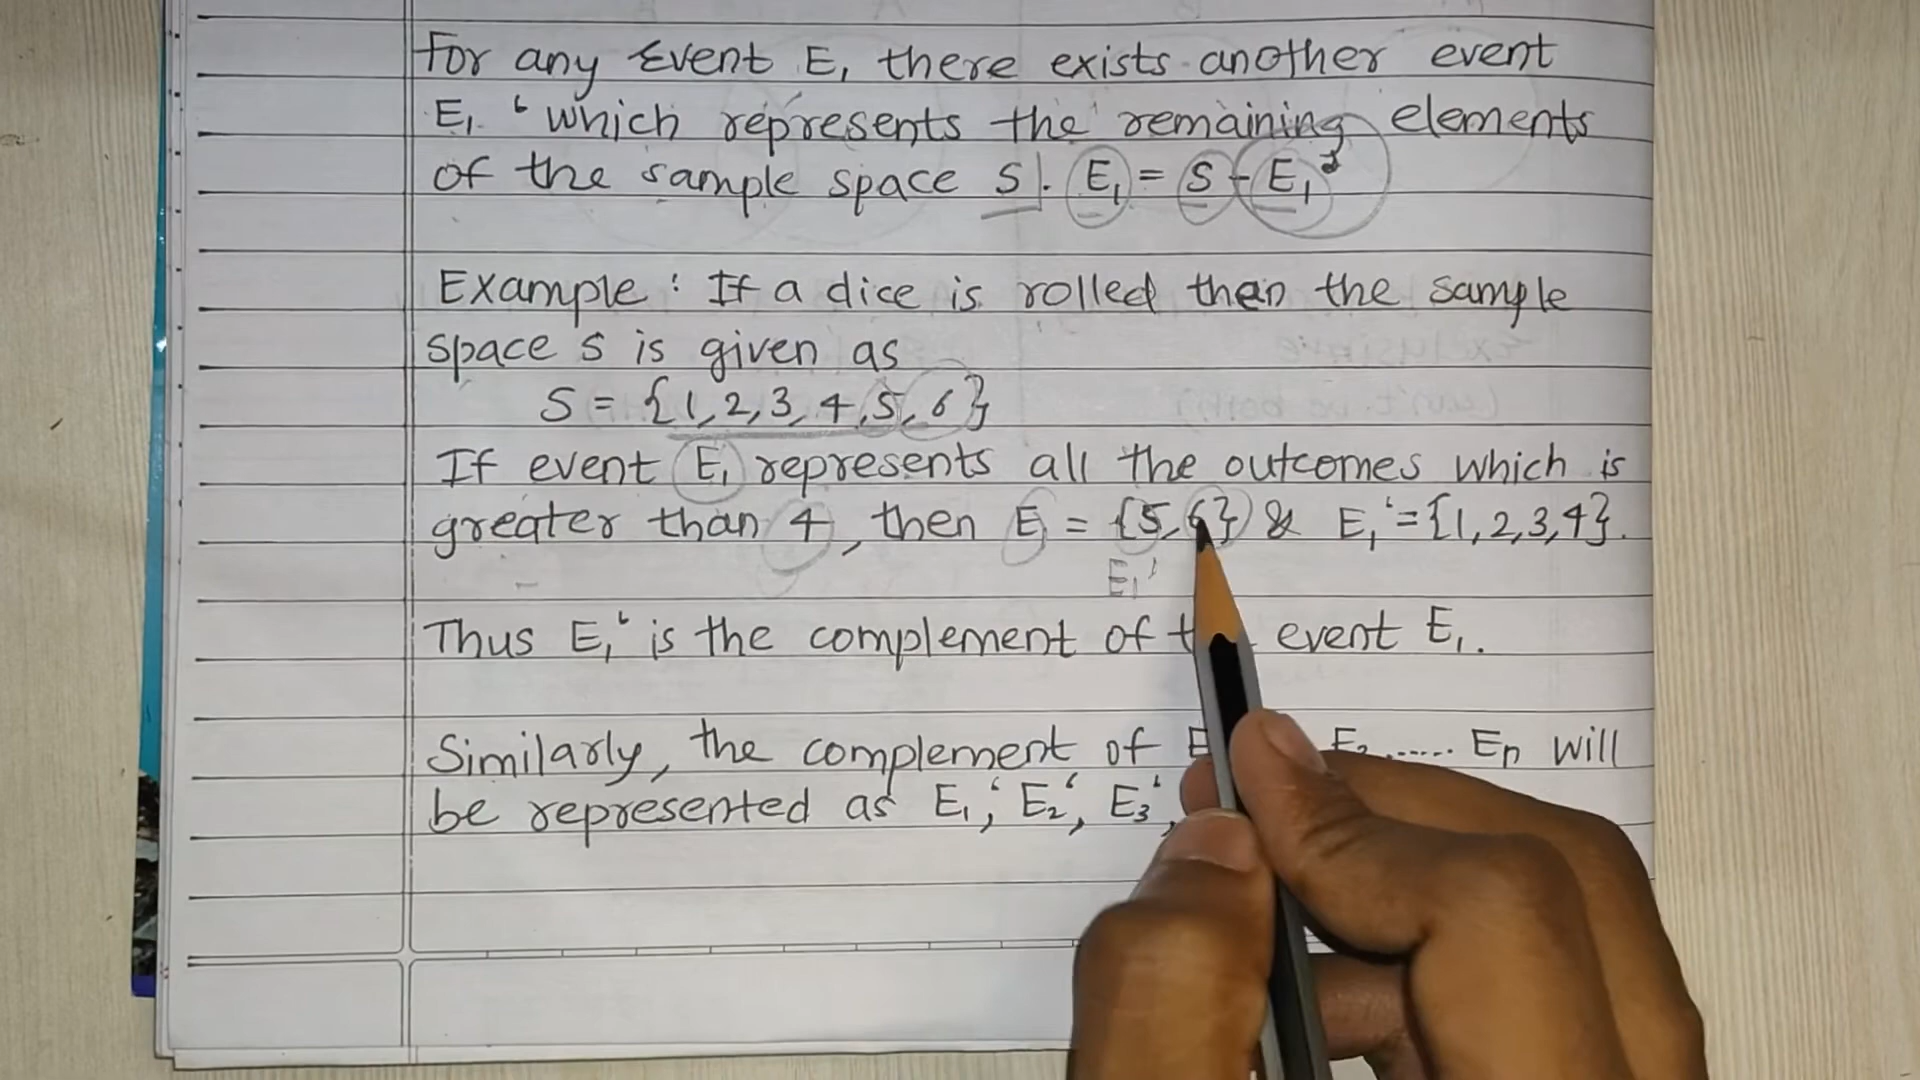 For any Event E₁ there exists another event
E₁' which represents the remaining elements
of the sample space S. E₁ = S - E₁'
Example: If a dice is rolled then the sample
space S is given as
S = {1, 2, 3, 4, 5, 6}
If event E₁ represents all the outcomes which is
greater than 4, then E₁ = {5, 6} & E₁' = {1, 2, 3, 4}.
E₁'
Thus E₁' is the complement of event E₁.
Similarly, the complement of E₂ ...... En will
be represented as E₁', E₂', E₃',